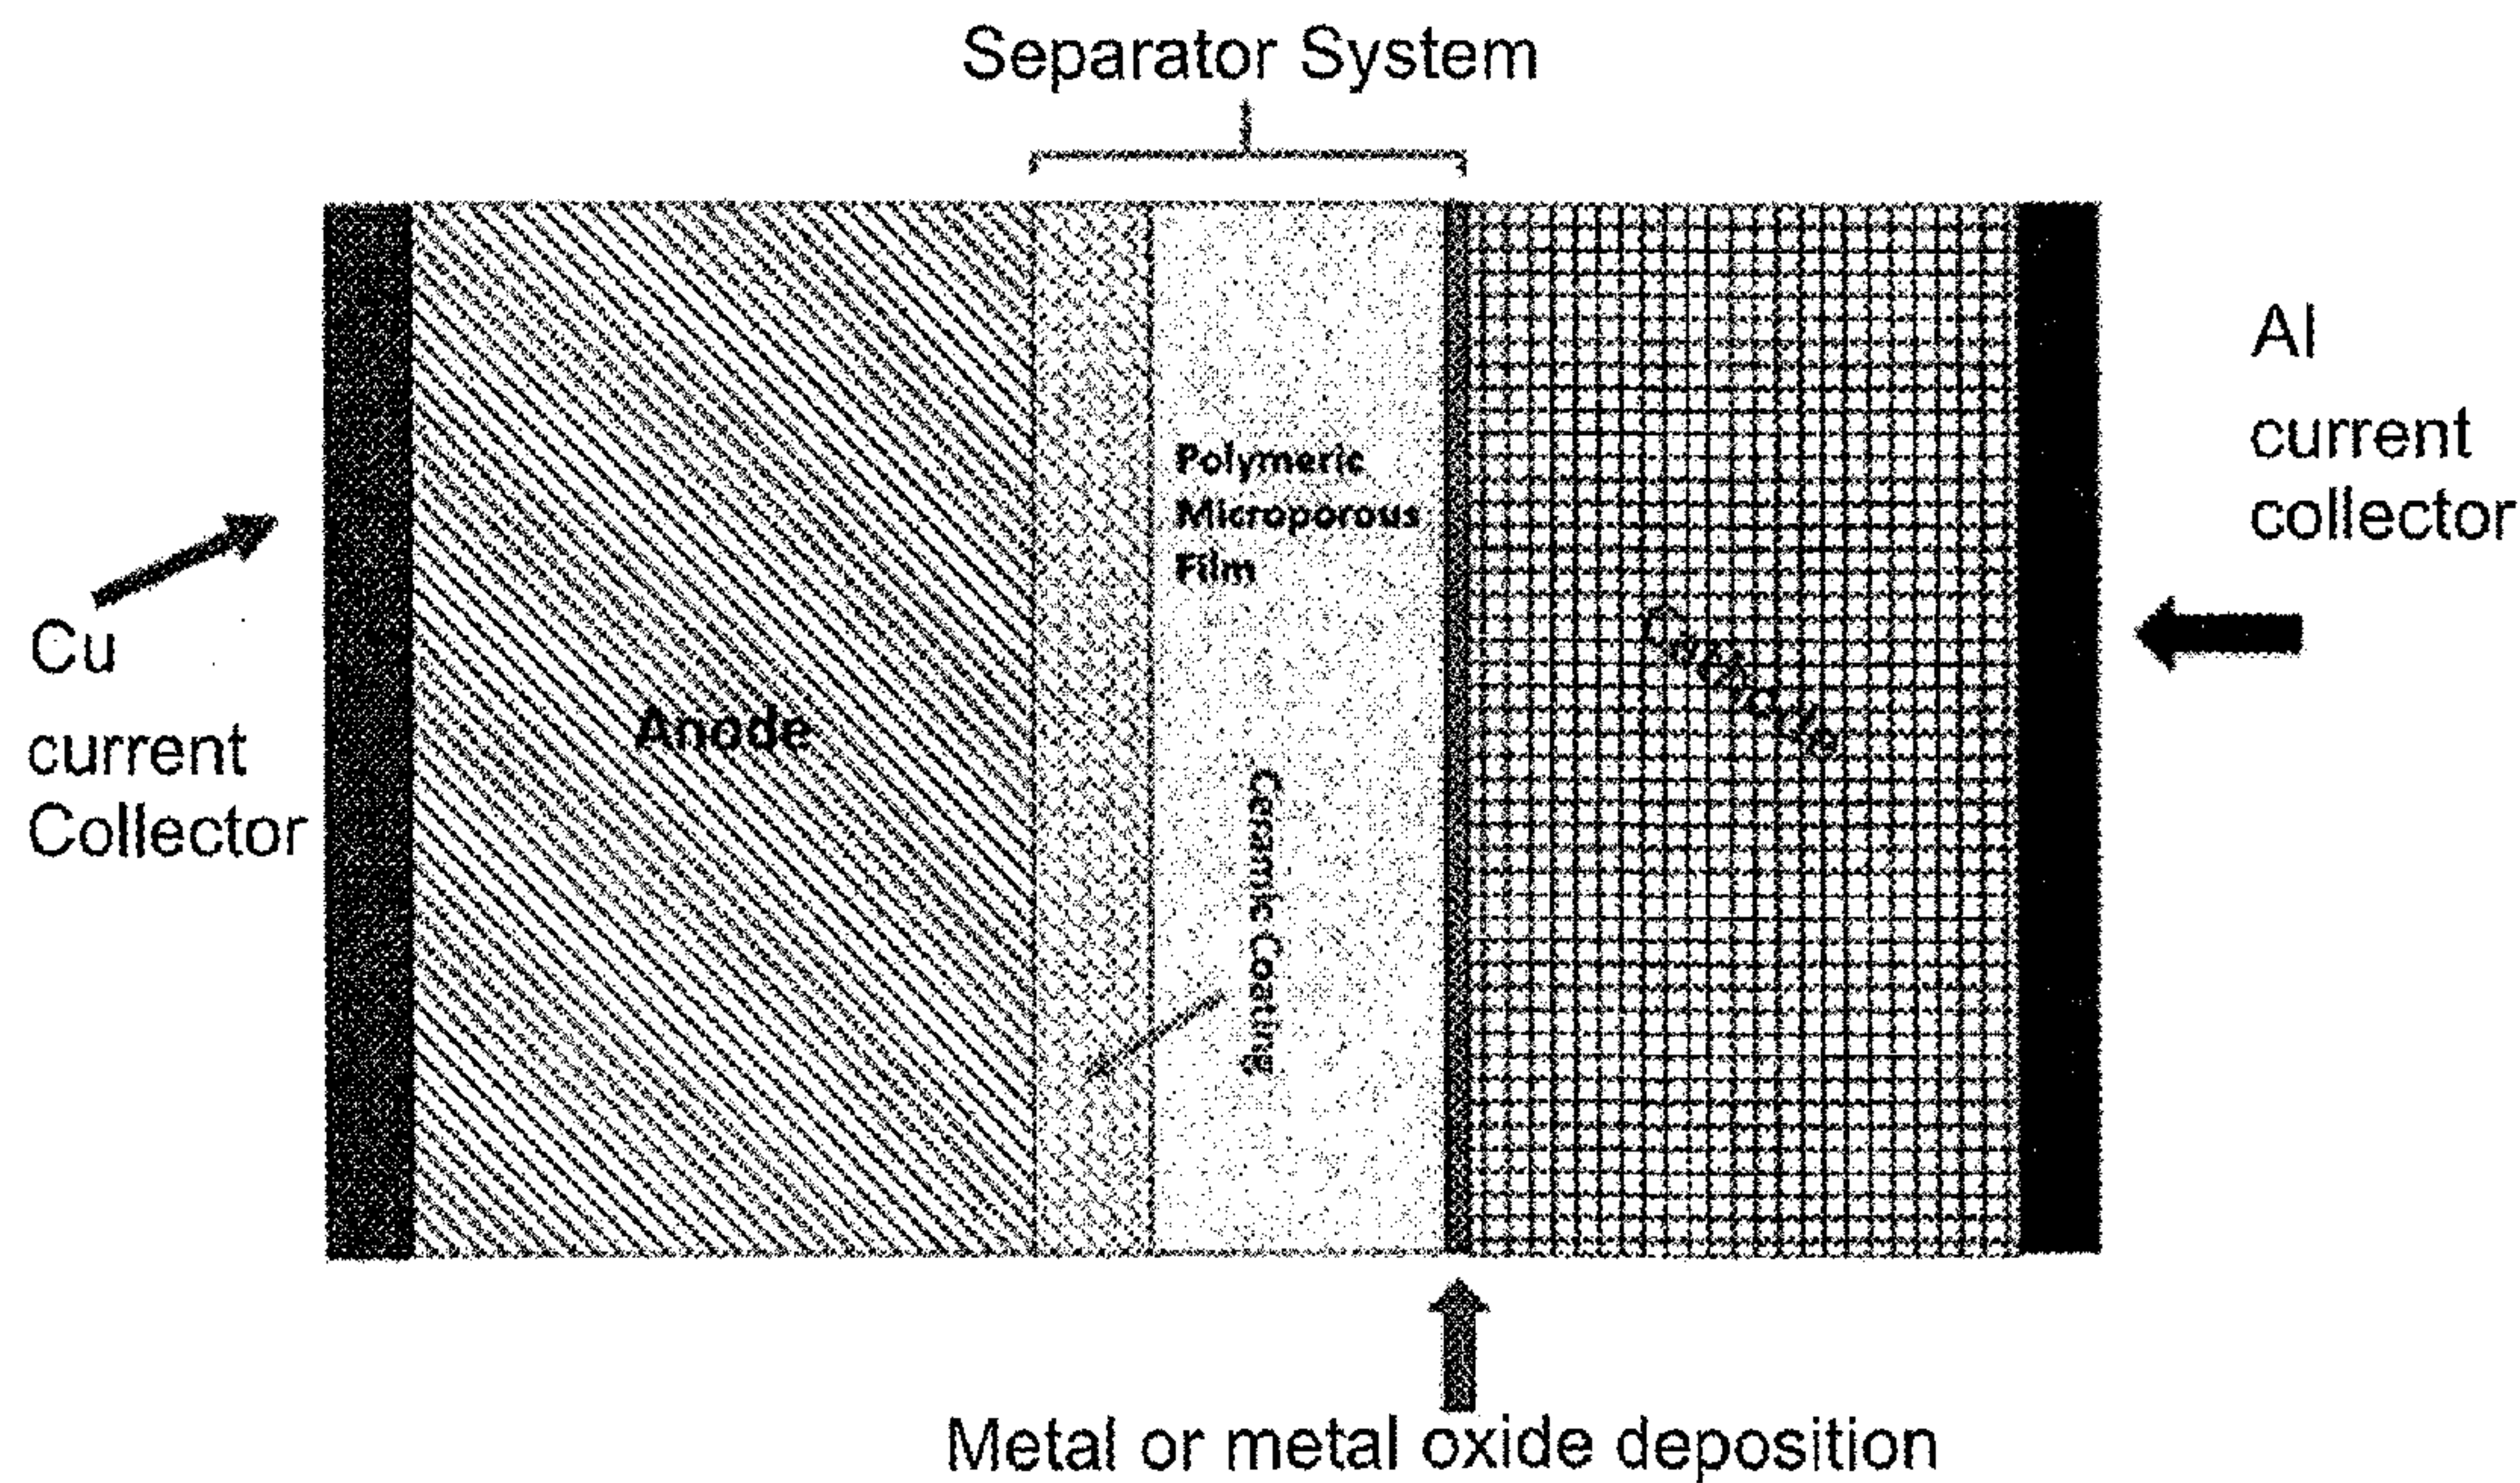 Separator System
Al
current
collector
Polymeric
Microporous
Film
Cu
current
Collector
Anode
Cathode
Ceramic Coating
Metal or metal oxide deposition